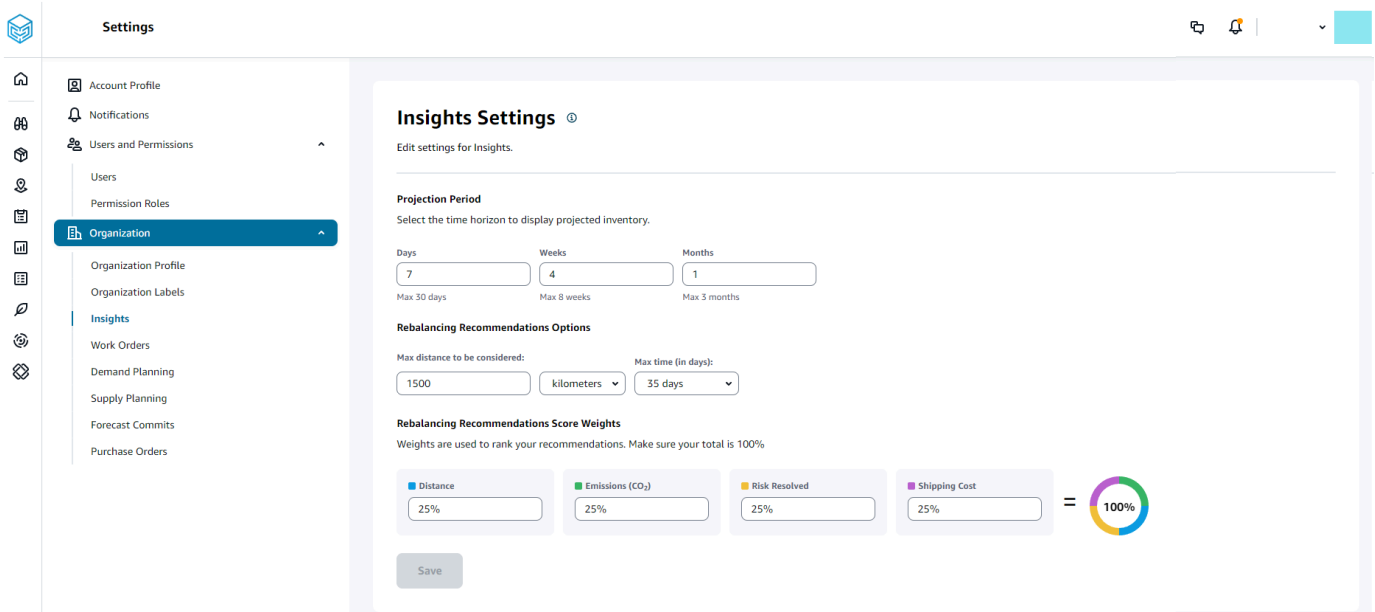 Settings
Account Profile
Notifications
Users and Permissions
Users
Permission Roles
Organization
Organization Profile
Organization Labels
Insights
Work Orders
Demand Planning
Supply Planning
Forecast Commits
Purchase Orders
Insights Settings
Edit settings for Insights.
Projection Period
Select the time horizon to display projected inventory.
Days Weeks Months
7 4 1
Max 30 days Max 8 weeks Max 3 months
Rebalancing Recommendations Options
Max distance to be considered: Max time (in days):
1500 kilometers 35 days
Rebalancing Recommendations Score Weights
Weights are used to rank your recommendations. Make sure your total is 100%
Distance Emissions (CO₂) Risk Resolved Shipping Cost
25% 25% 25% 25% = 100%
Save